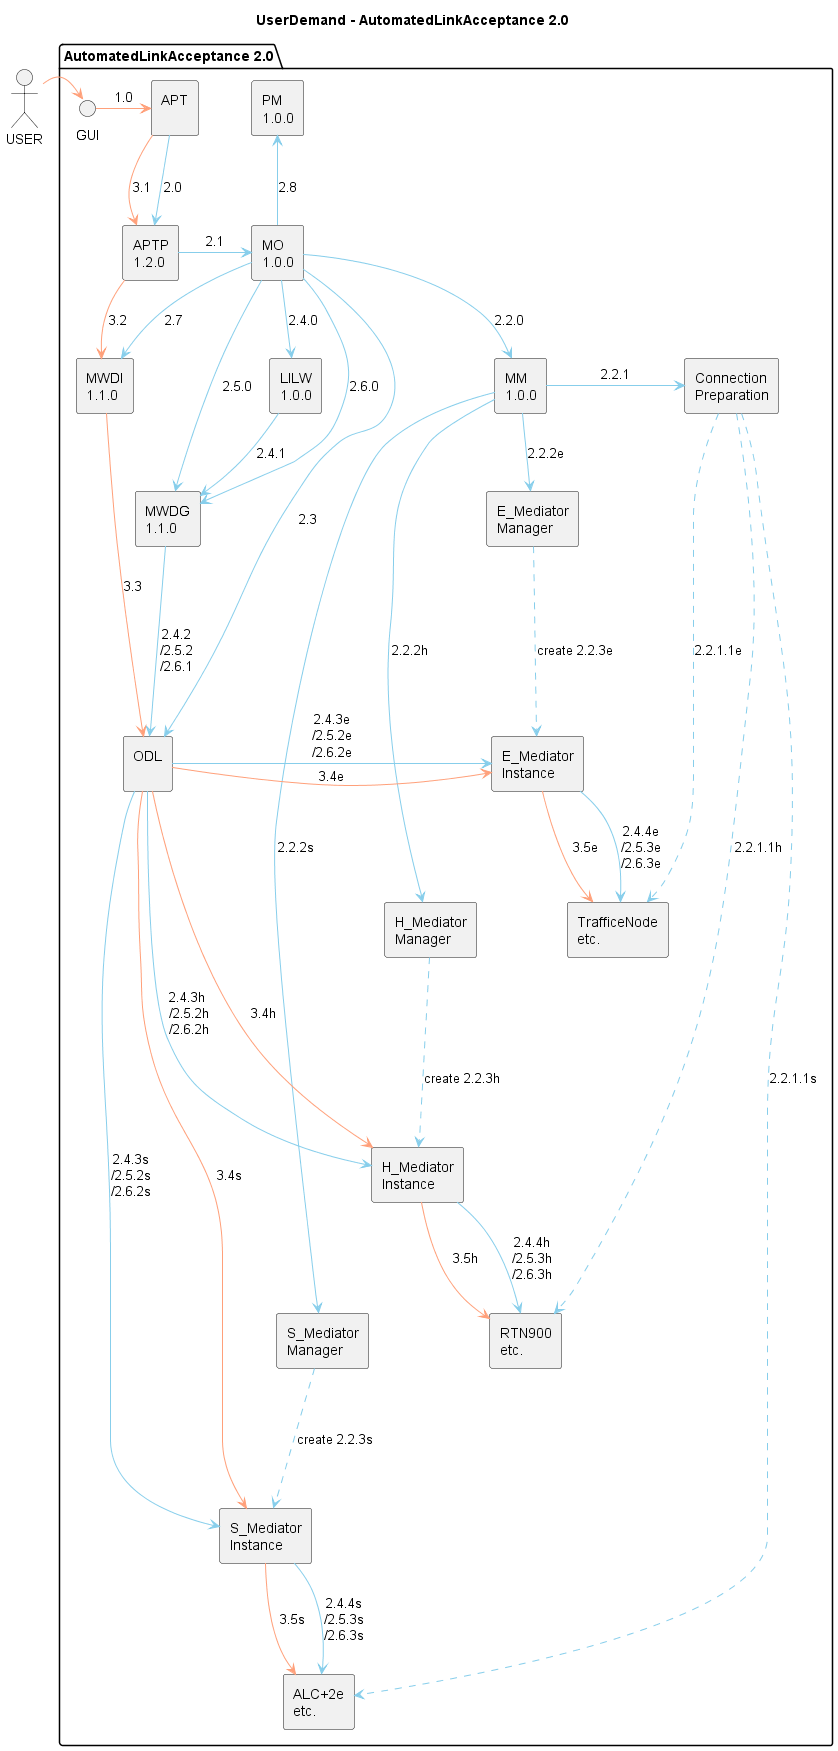 UserDemand - AutomatedLinkAcceptance 2.0
AutomatedLinkAcceptance 2.0
USER
GUI
1.0
APT
PM
1.0.0
3.1
2.0
2.8
APTP
1.2.0
2.1
MO
1.0.0
3.2
2.7
2.4.0
2.2.0
MWDI
1.1.0
2.5.0
LILW
1.0.0
2.6.0
MM
1.0.0
2.2.1
Connection
Preparation
2.4.1
2.2.2e
MWDG
1.1.0
2.3
E_Mediator
Manager
3.3
2.4.2
/2.5.2
/2.6.1
2.2.2h
create 2.2.3e
2.2.1.1e
ODL
2.4.3e
/2.5.2e
/2.6.2e
3.4e
E_Mediator
Instance
2.2.2s
3.5e
2.4.4e
/2.5.3e
/2.6.3e
2.2.1.1h
H_Mediator
Manager
TrafficeNode
etc.
2.4.3h
/2.5.2h
/2.6.2h
3.4h
create 2.2.3h
2.2.1.1s
2.4.3s
/2.5.2s
/2.6.2s
3.4s
H_Mediator
Instance
3.5h
2.4.4h
/2.5.3h
/2.6.3h
S_Mediator
Manager
RTN900
etc.
create 2.2.3s
S_Mediator
Instance
3.5s
2.4.4s
/2.5.3s
/2.6.3s
ALC+2e
etc.